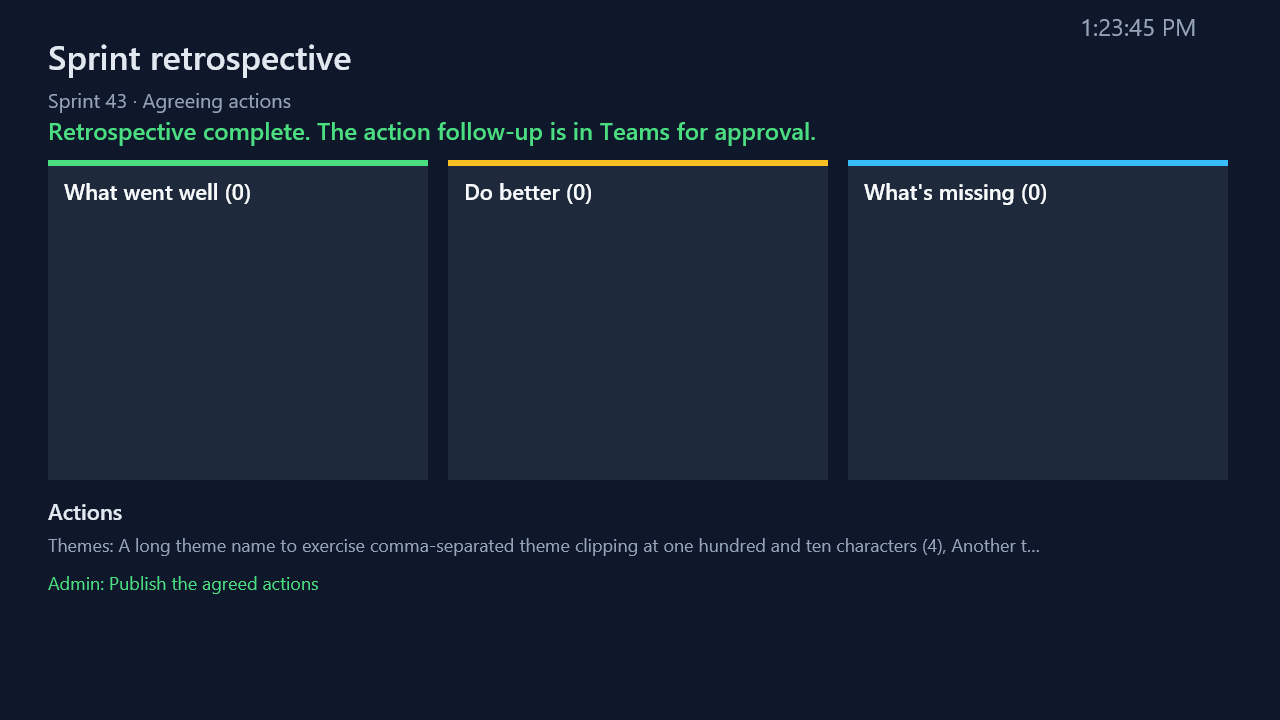 1:23:45 PM
Sprint retrospective
Sprint 43 · Agreeing actions
Retrospective complete. The action follow-up is in Teams for approval.
What went well (0)
Do better (0)
What's missing (0)
Actions
Themes: A long theme name to exercise comma-separated theme clipping at one hundred and ten characters (4), Another t...
Admin: Publish the agreed actions